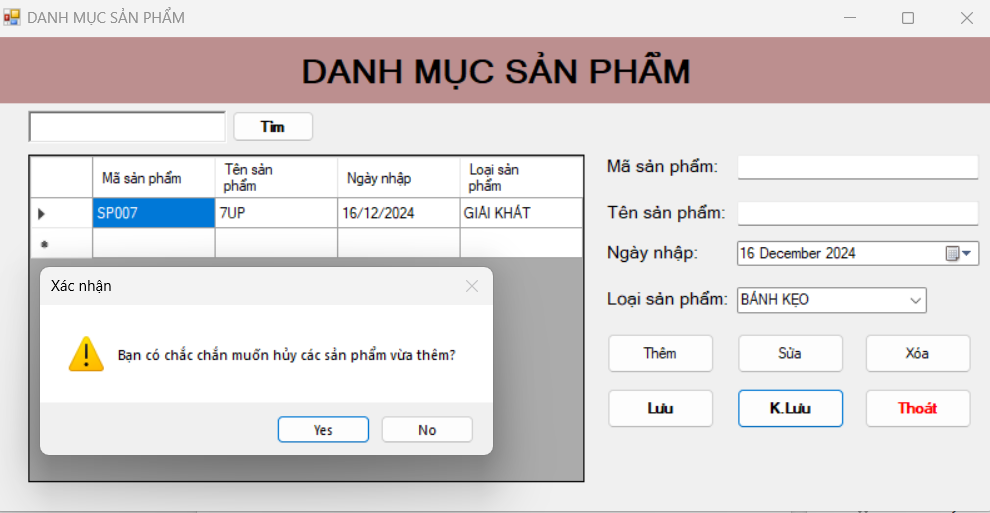 DANH MỤC SẢN PHẨM
DANH MỤC SẢN PHẨM
Tìm
Mã sản phẩm
Tên sản
phẩm
Ngày nhập
Loại sản
phẩm
SP007
7UP
16/12/2024
GIẢI KHÁT
Mã sản phẩm:
Tên sản phẩm:
Ngày nhập:
16 December 2024
Loại sản phẩm:
BÁNH KẸO
Thêm
Sửa
Xóa
Lưu
K.Lưu
Thoát
Xác nhận
Bạn có chắc chắn muốn hủy các sản phẩm vừa thêm?
Yes
No